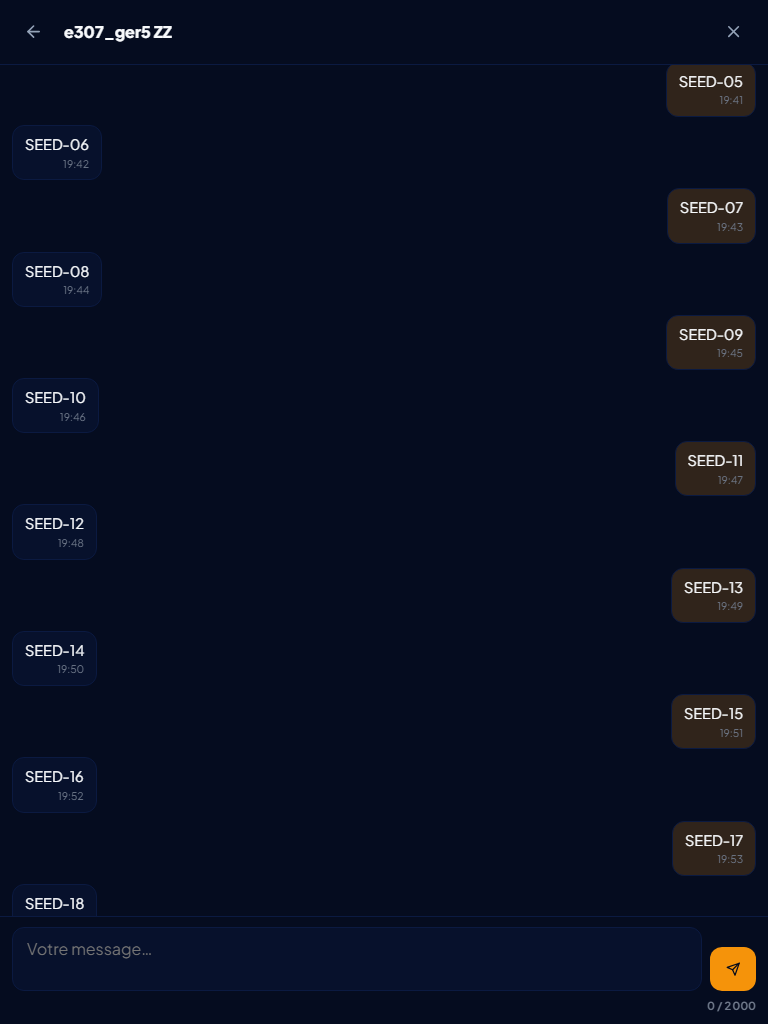 e307_ger5 ZZ
SEED-05
19:41
SEED-06
19:42
SEED-07
19:43
SEED-08
19:44
SEED-09
19:45
SEED-10
19:46
SEED-11
19:47
SEED-12
19:48
SEED-13
19:49
SEED-14
19:50
SEED-15
19:51
SEED-16
19:52
SEED-17
19:53
SEED-18
Votre message...
0 / 2000